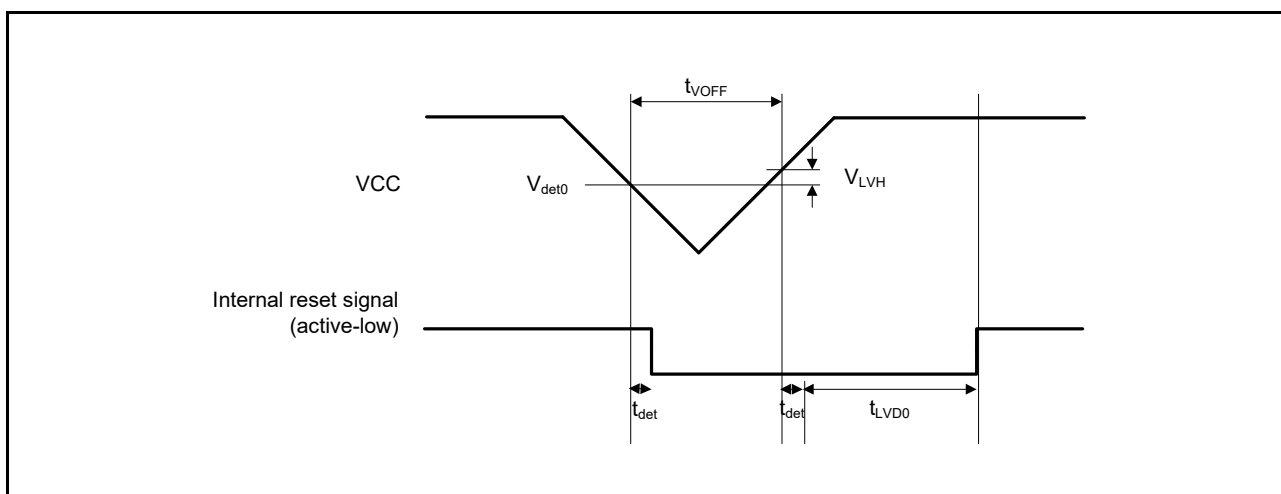 tVOFF
VCC
Vdet0
VLVH
Internal reset signal
(active-low)
tdet
tdet
tLVD0